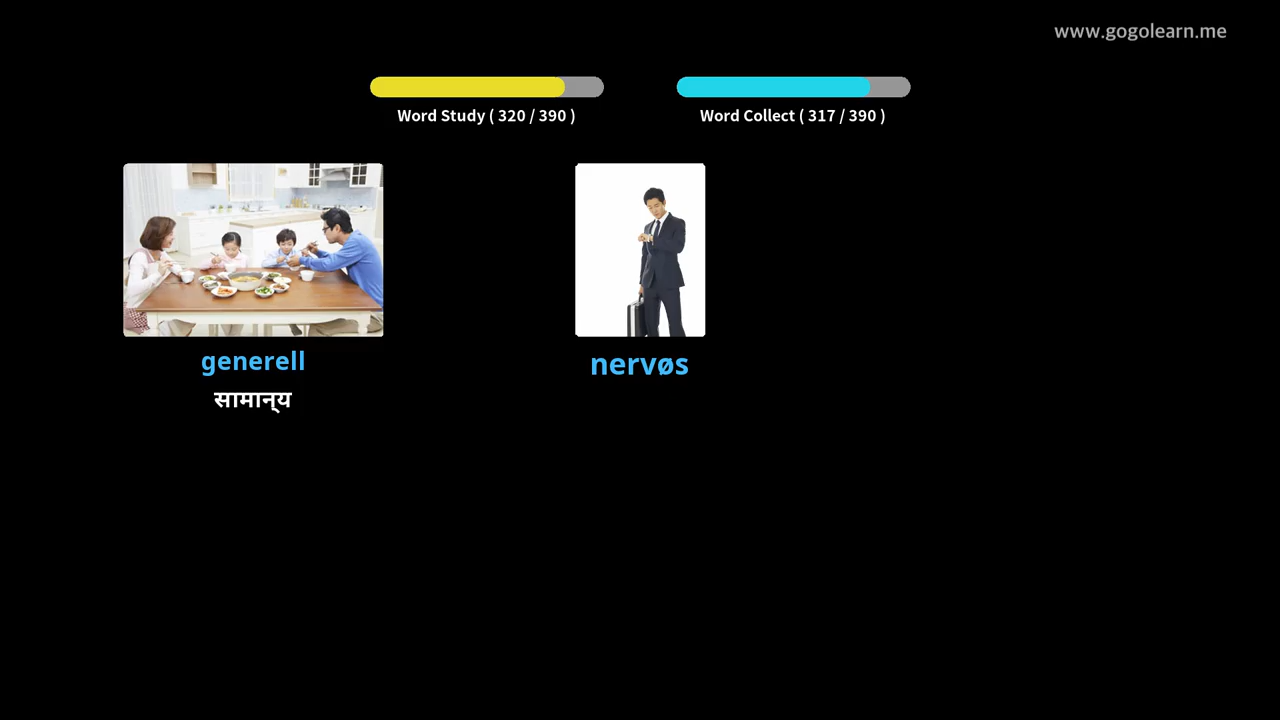 www.gogolearn.me
Word Study ( 320 / 390 )
Word Collect ( 317 / 390 )
generell
nervøs
सामान्य